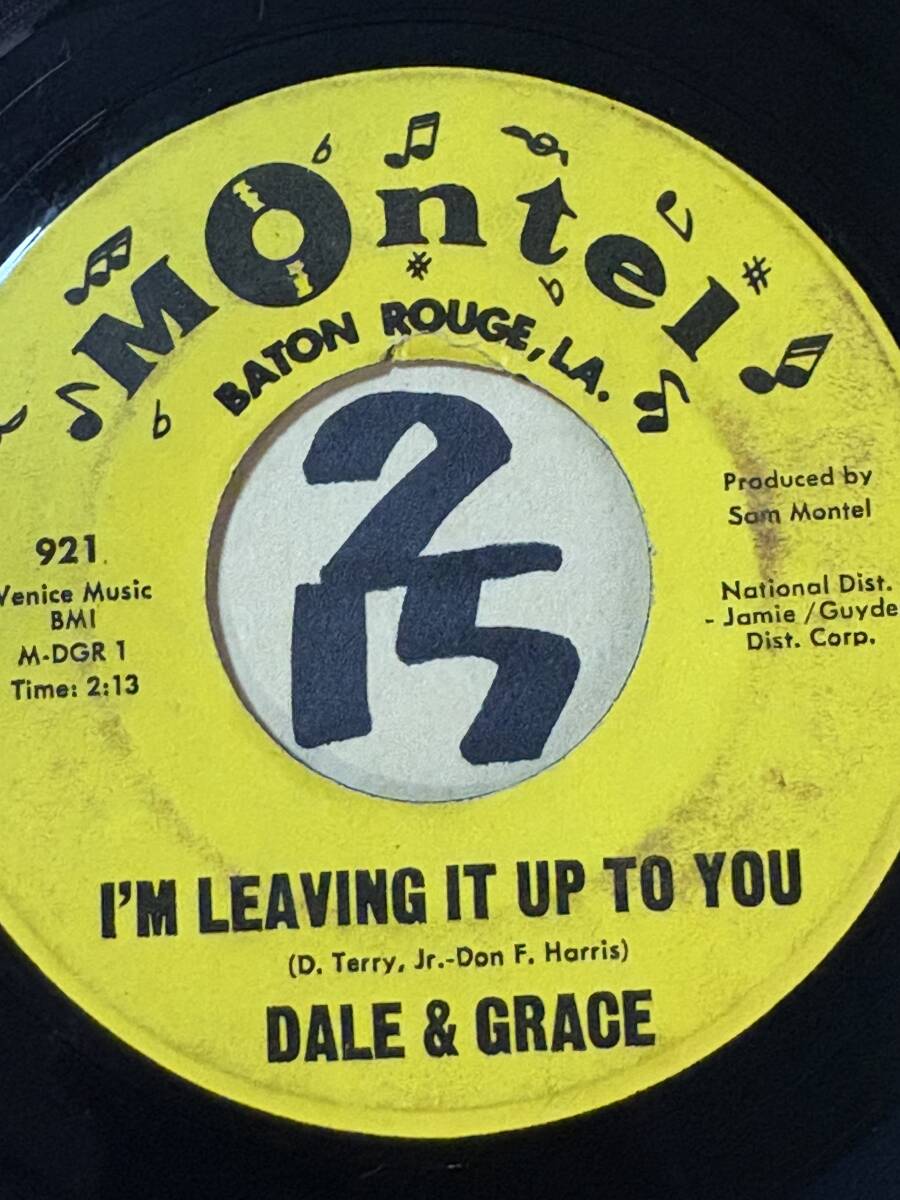 Montel
BATON ROUGE, LA.
Produced by
Sam Montel
921
Venice Music
BMI
M-DGR 1
Time: 2:13
National Dist.
- Jamie / Guyde
Dist. Corp.
I'M LEAVING IT UP TO YOU
(D. Terry, Jr.-Don F. Harris)
DALE & GRACE